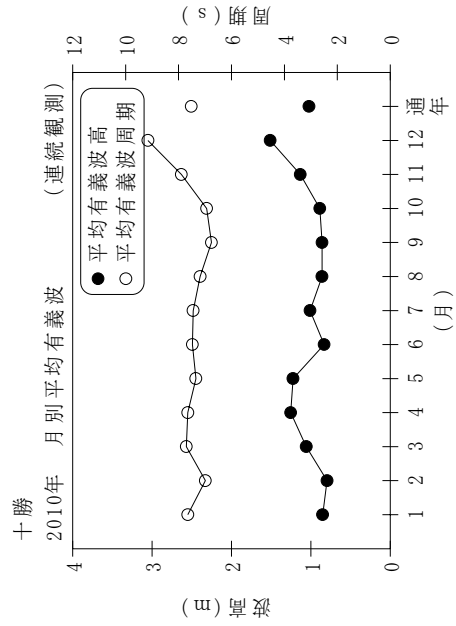 十勝
2010年 月別平均有義波 (連続観測)
●平均有義波高
○平均有義波周期
波高(m)
4
3
2
1
0
周期(s)
12
10
8
6
4
2
0
1 2 3 4 5 6 7 8 9 10 11 12 通年
(月)